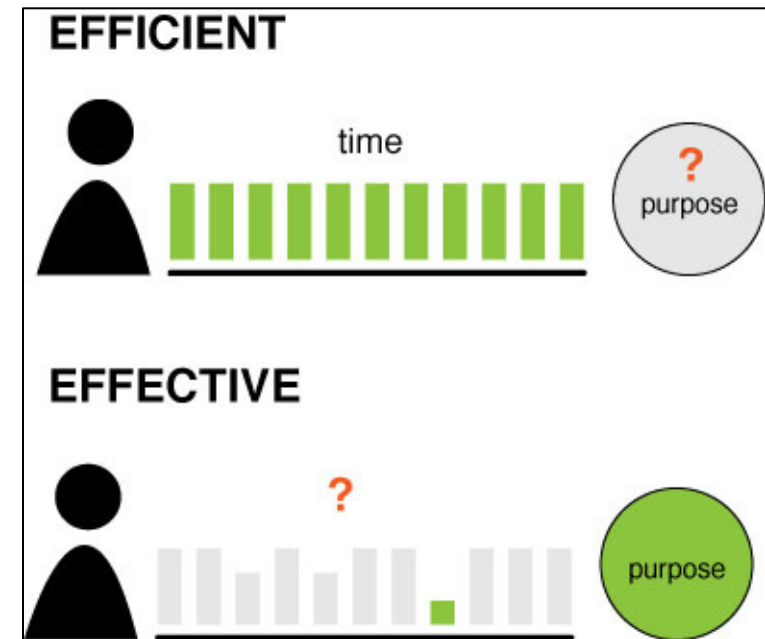 EFFICIENT
time
?
purpose
EFFECTIVE
?
purpose